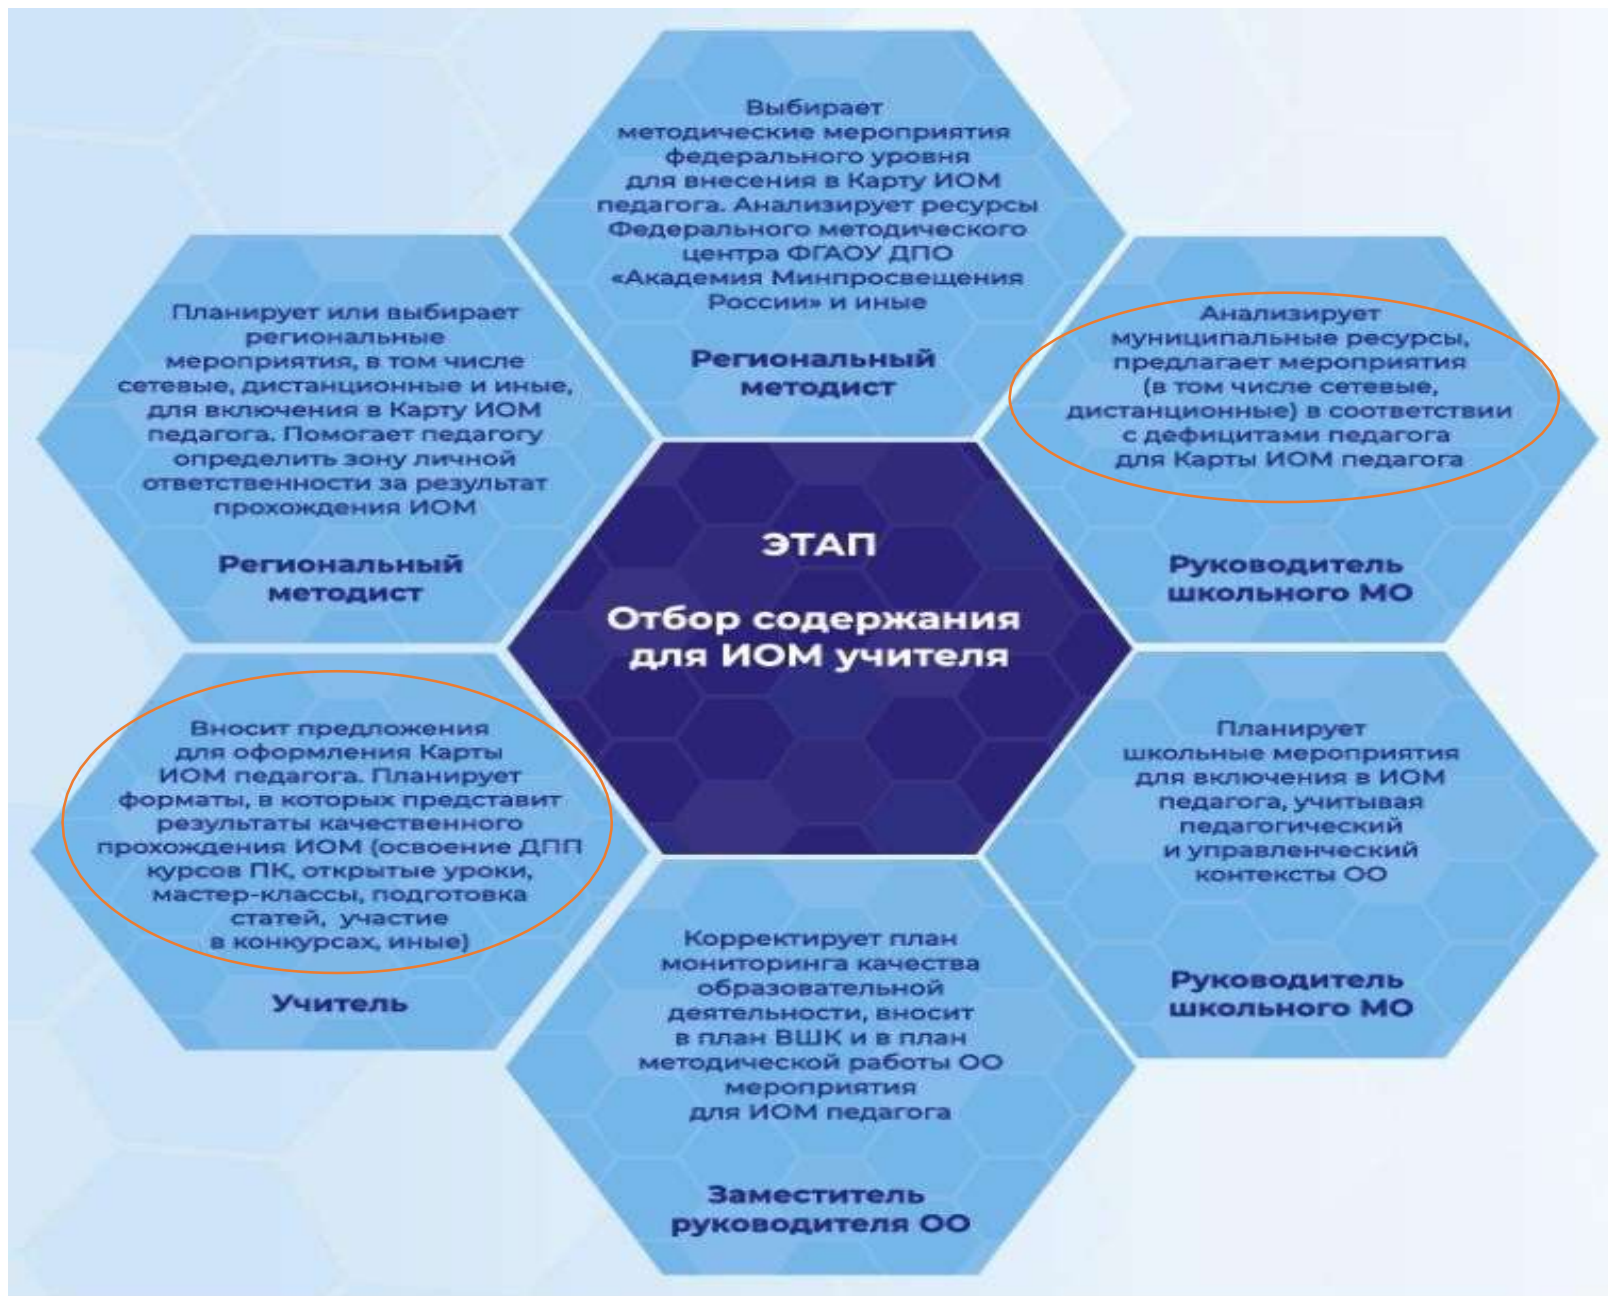 Выбирает
методические мероприятия
федерального уровня
для внесения в Карту ИОМ
педагога. Анализирует ресурсы
Федерального методического
центра ФГАОУ ДПО
«Академия Минпросвещения
России» и иные
Региональный
методист
Планирует или выбирает
региональные
мероприятия, в том числе
сетевые, дистанционные и иные,
для включения в Карту ИОМ
педагога. Помогает педагогу
определить зону личной
ответственности за результат
прохождения ИОМ
Региональный
методист
Анализирует
муниципальные ресурсы,
предлагает мероприятия
(в том числе сетевые,
дистанционные) в соответствии
с дефицитами педагога
для Карты ИОМ педагога
Руководитель
школьного МО
ЭТАП
Отбор содержания
для ИОМ учителя
Вносит предложения
для оформления Карты
ИОМ педагога. Планирует
форматы, в которых представит
результаты качественного
прохождения ИОМ (освоение ДПП
курсов ПК, открытые уроки,
мастер-классы, подготовка
статей, участие
в конкурсах, иные)
Учитель
Планирует
школьные мероприятия
для включения в ИОМ
педагога, учитывая
педагогический
и управленческий
контексты ОО
Руководитель
школьного МО
Корректирует план
мониторинга качества
образовательной
деятельности, вносит
в план ВШК и в план
методической работы ОО
мероприятия
для ИОМ педагога
Заместитель
руководителя ОО